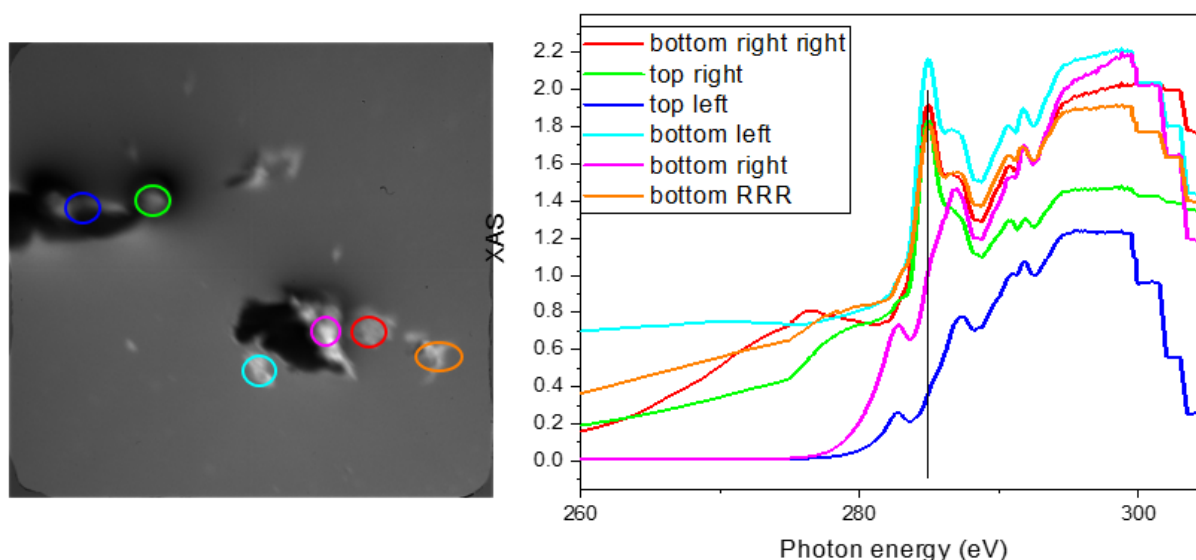 XAS
bottom right right
top right
top left
bottom left
bottom right
bottom RRR
2.2
2.0
1.8
1.6
1.4
1.2
1.0
0.8
0.6
0.4
0.2
0.0
260
280
300
Photon energy (eV)